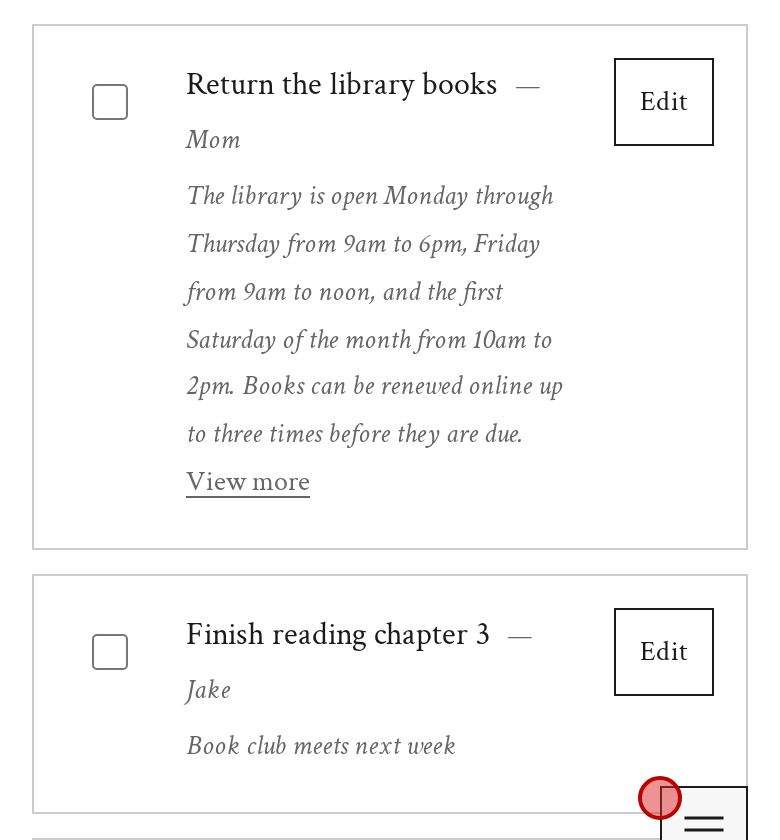 Return the library books —
Edit
Mom
The library is open Monday through
Thursday from 9am to 6pm, Friday
from 9am to noon, and the first
Saturday of the month from 10am to
2pm. Books can be renewed online up
to three times before they are due.
View more
Finish reading chapter 3 —
Edit
Jake
Book club meets next week